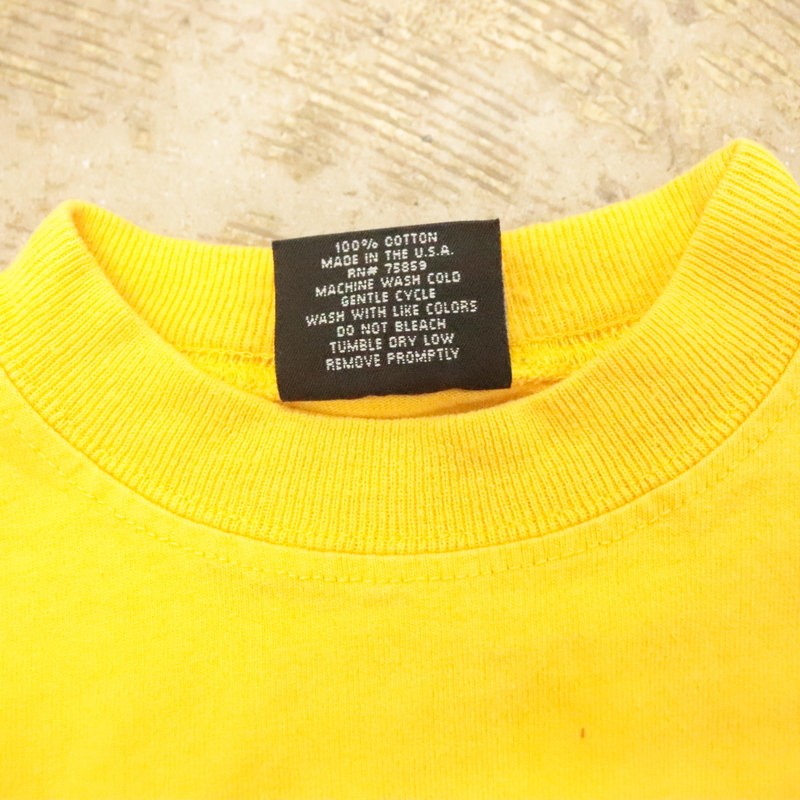 100% COTTON
MADE IN THE U.S.A.
RN# 75859
MACHINE WASH COLD
GENTLE CYCLE
WASH WITH LIKE COLORS
DO NOT BLEACH
TUMBLE DRY LOW
REMOVE PROMPTLY